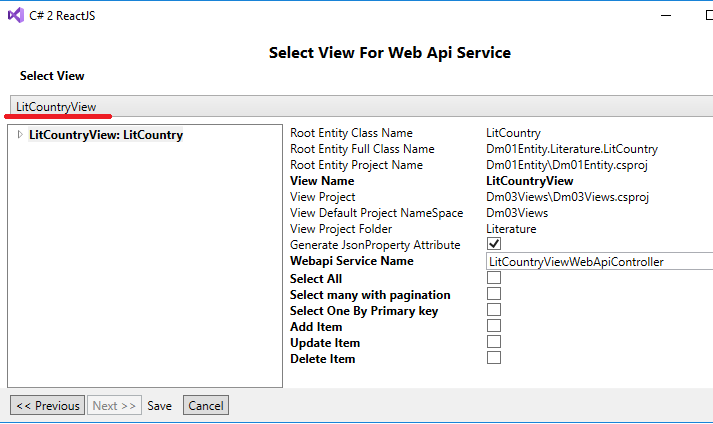 C# 2 ReactJS
Select View For Web Api Service
Select View
LitCountryView
LitCountryView: LitCountry
Root Entity Class Name LitCountry
Root Entity Full Class Name Dm01Entity.Literature.LitCountry
Root Entity Project Name Dm01Entity\Dm01Entity.csproj
View Name LitCountryView
View Project Dm03Views\Dm03Views.csproj
View Default Project NameSpace Dm03Views
View Project Folder Literature
Generate JsonProperty Attribute
Webapi Service Name LitCountryViewWebApiController
Select All
Select many with pagination
Select One By Primary key
Add Item
Update Item
Delete Item
<< Previous Next >> Save Cancel